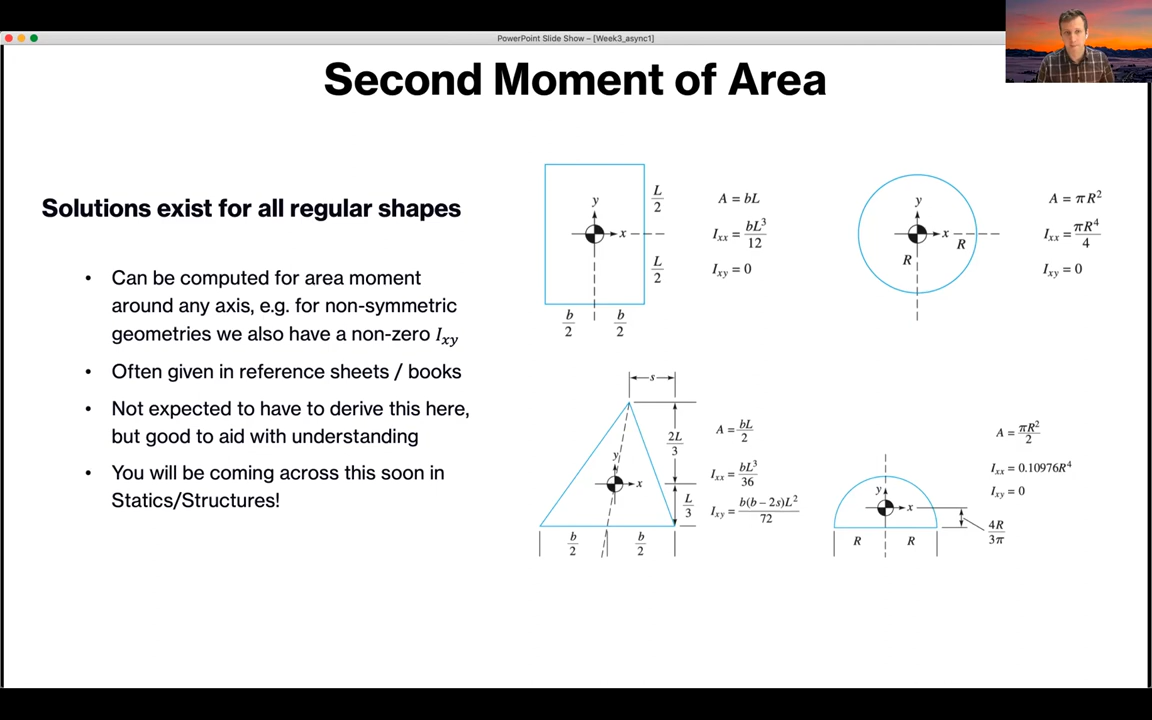 PowerPoint Slide Show – [Week3_async1]
Second Moment of Area
Solutions exist for all regular shapes
• Can be computed for area moment
around any axis, e.g. for non-symmetric
geometries we also have a non-zero I_xy
• Often given in reference sheets / books
• Not expected to have to derive this here,
but good to aid with understanding
• You will be coming across this soon in
Statics/Structures!
y
x
L/2
L/2
b/2
b/2
A = bL
I_xx = bL³/12
I_xy = 0
y
x
R
R
A = πR²
I_xx = πR⁴/4
I_xy = 0
s
2L/3
y
x
L/3
b/2
b/2
A = bL/2
I_xx = bL³/36
I_xy = b(b – 2s)L²/72
y
x
4R/3π
R
R
A = πR²/2
I_xx = 0.10976R⁴
I_xy = 0